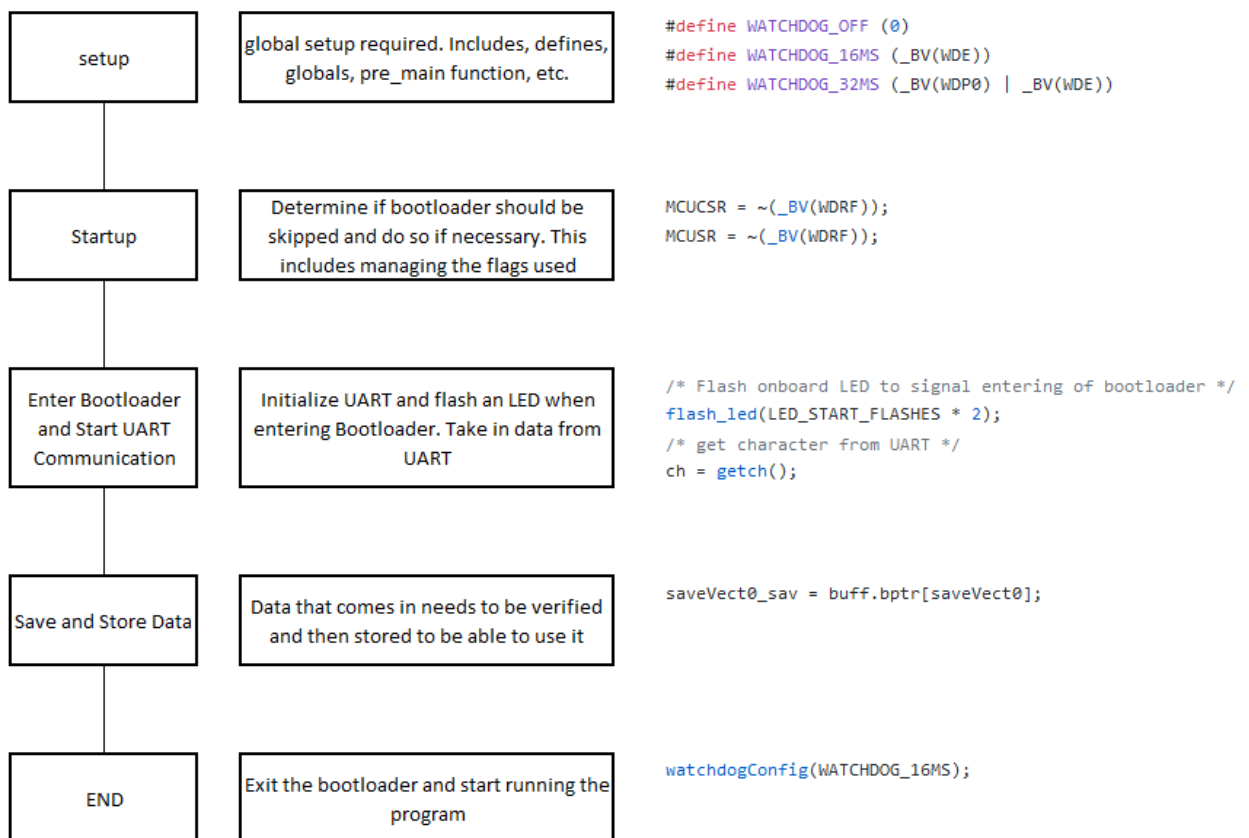 setup
global setup required. Includes, defines,
globals, pre_main function, etc.
#define WATCHDOG_OFF (0)
#define WATCHDOG_16MS (_BV(WDE))
#define WATCHDOG_32MS (_BV(WDP0) | _BV(WDE))
Startup
Determine if bootloader should be
skipped and do so if necessary. This
includes managing the flags used
MCUCSR = ~(_BV(WDRF));
MCUSR = ~(_BV(WDRF));
Enter Bootloader
and Start UART
Communication
Initialize UART and flash an LED when
entering Bootloader. Take in data from
UART
/* Flash onboard LED to signal entering of bootloader */
flash_led(LED_START_FLASHES * 2);
/* get character from UART */
ch = getch();
Save and Store Data
Data that comes in needs to be verified
and then stored to be able to use it
saveVect0_sav = buff.bptr[saveVect0];
END
Exit the bootloader and start running the
program
watchdogConfig(WATCHDOG_16MS);